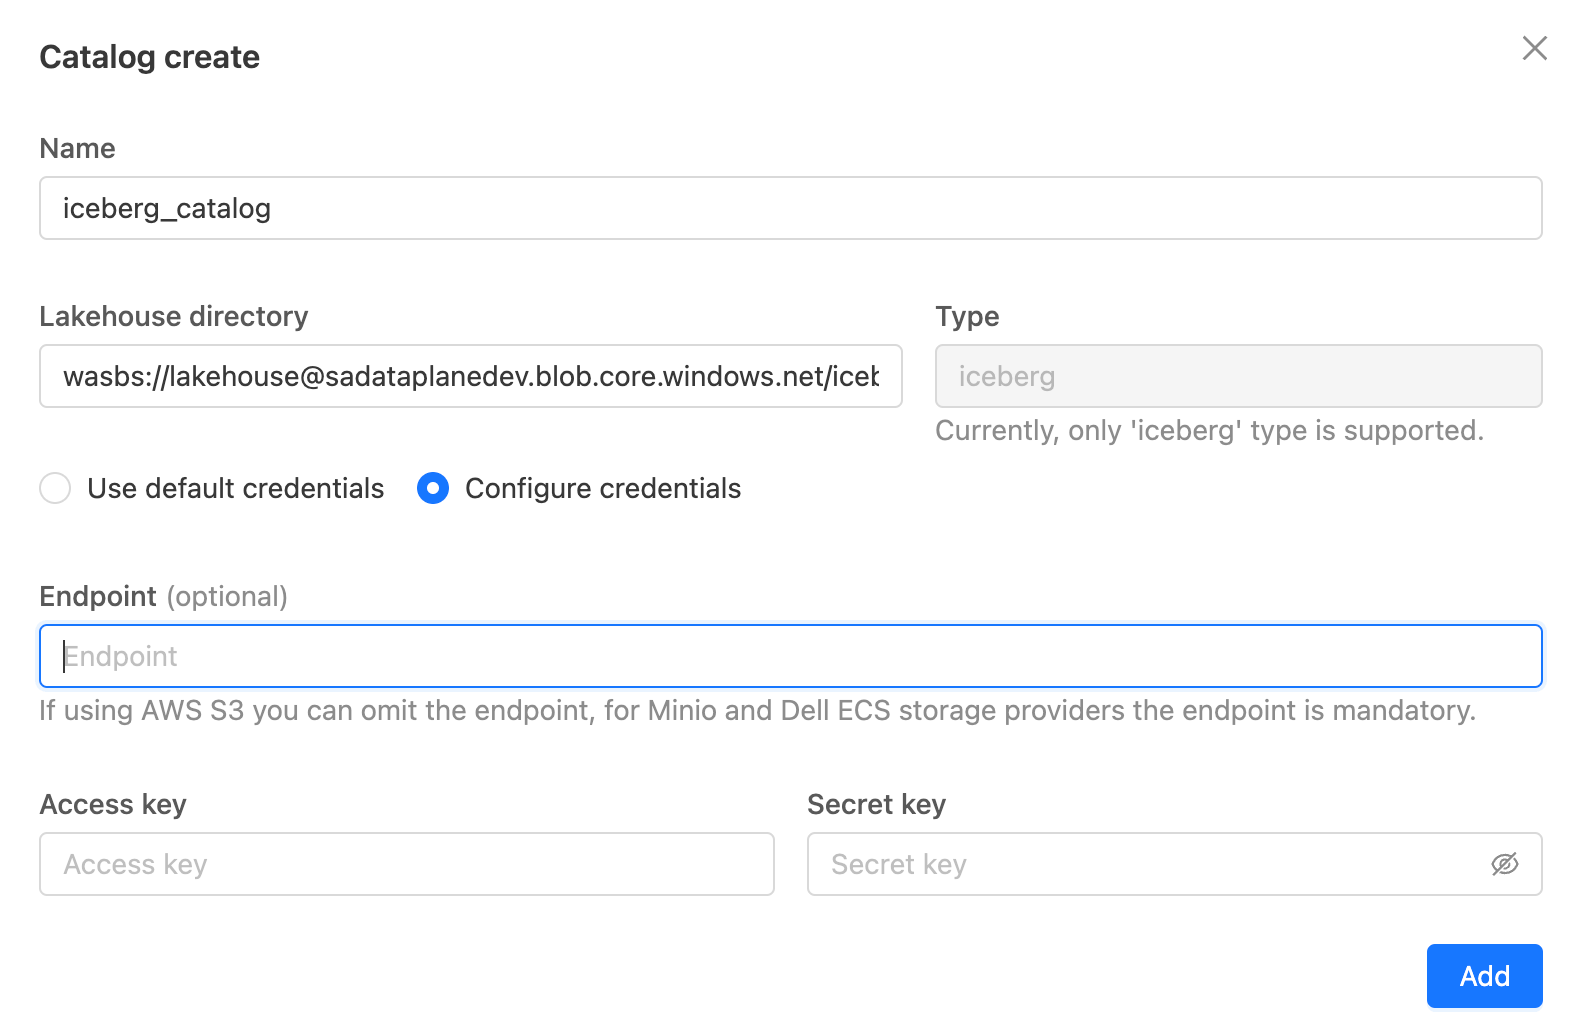 Catalog create
Name
iceberg_catalog
Lakehouse directory
Type
wasbs://lakehouse@sadataplanedev.blob.core.windows.net/iceb
iceberg
Currently, only 'iceberg' type is supported.
Use default credentials
Configure credentials
Endpoint (optional)
Endpoint
If using AWS S3 you can omit the endpoint, for Minio and Dell ECS storage providers the endpoint is mandatory.
Access key
Secret key
Access key
Secret key
Add